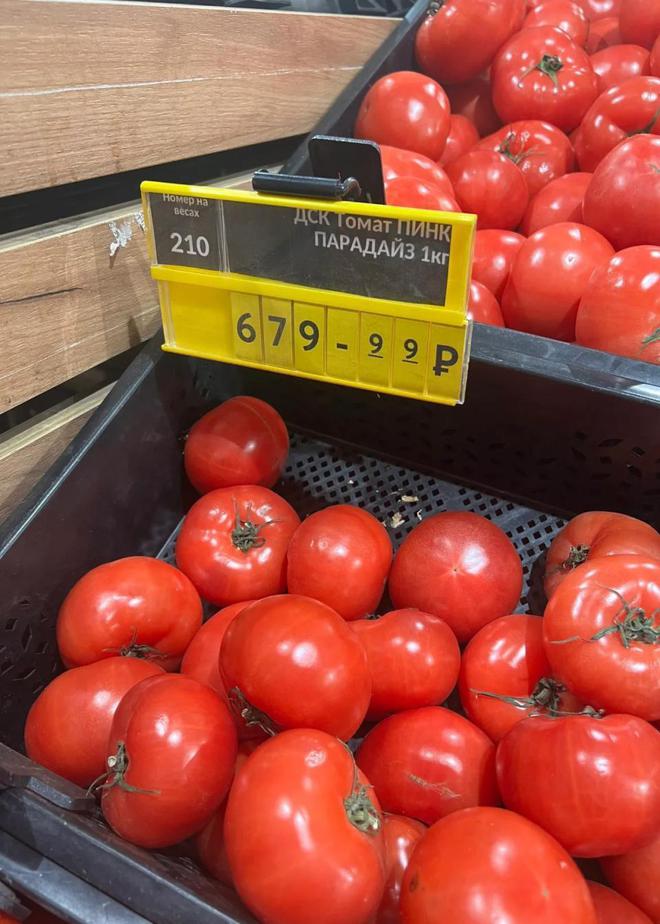 Номер на
весах
210
ДСК Томат ПИНК
ПАРАДАЙЗ 1кг
679-99₽